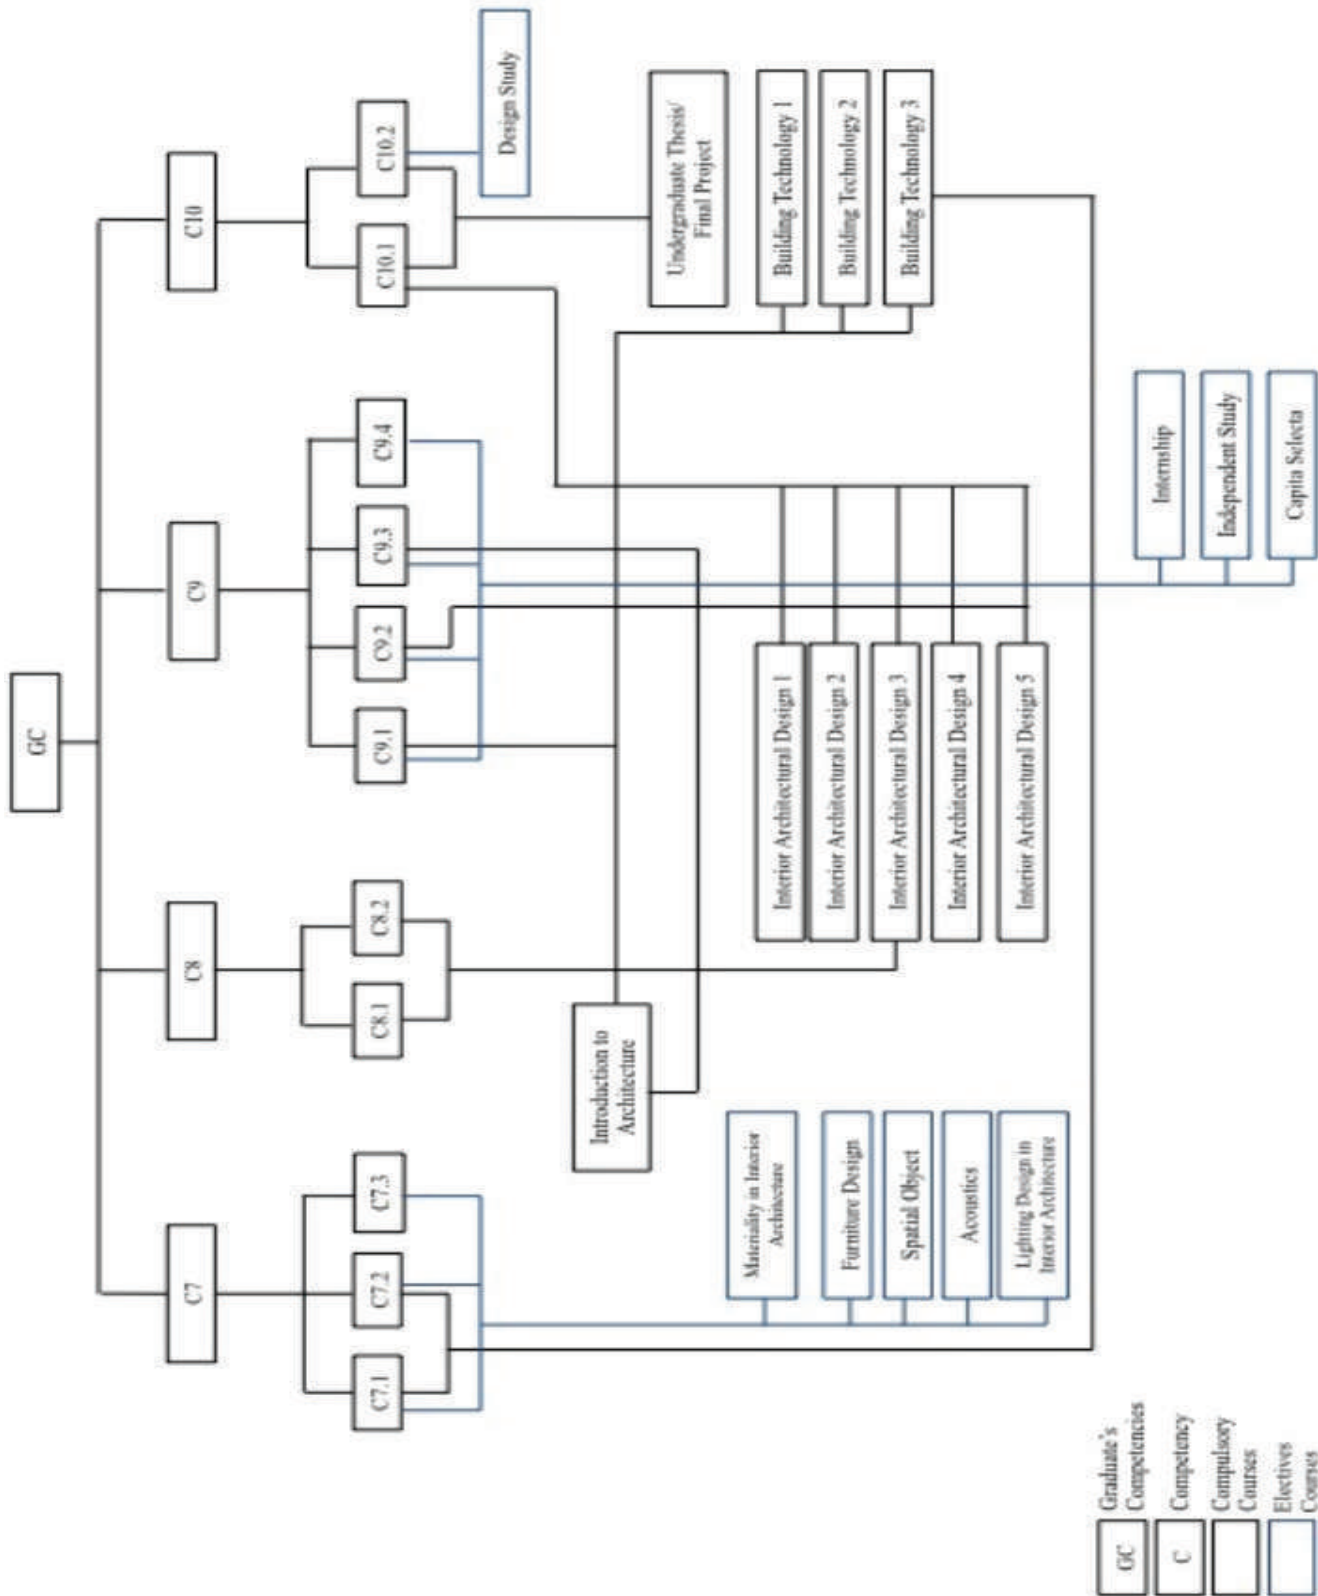 GC
C7
C8
C9
C10
C7.1
C7.2
C7.3
C8.1
C8.2
C9.1
C9.2
C9.3
C9.4
C10.1
C10.2
Design Study
Introduction to
Architecture
Undergraduate Thesis/
Final Project
Materiality in Interior
Architecture
Furniture Design
Spatial Object
Acoustics
Lighting Design in
Interior Architecture
Interior Architectural Design 1
Interior Architectural Design 2
Interior Architectural Design 3
Interior Architectural Design 4
Interior Architectural Design 5
Building Technology 1
Building Technology 2
Building Technology 3
Internship
Independent Study
Capita Selecta
GC
Graduate's
Competencies
C
Competency
Compulsory
Courses
Electives
Courses